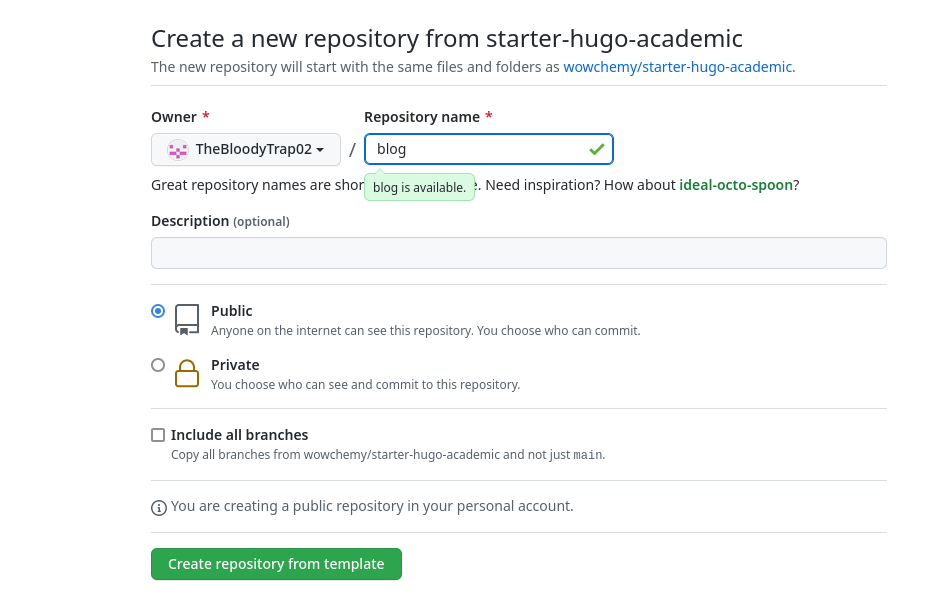 Create a new repository from starter-hugo-academic
The new repository will start with the same files and folders as wowchemy/starter-hugo-academic.
Owner * Repository name *
TheBloodyTrap02 / blog
Great repository names are shor . Need inspiration? How about ideal-octo-spoon?
blog is available.
Description (optional)
Public
Anyone on the internet can see this repository. You choose who can commit.
Private
You choose who can see and commit to this repository.
Include all branches
Copy all branches from wowchemy/starter-hugo-academic and not just main.
You are creating a public repository in your personal account.
Create repository from template